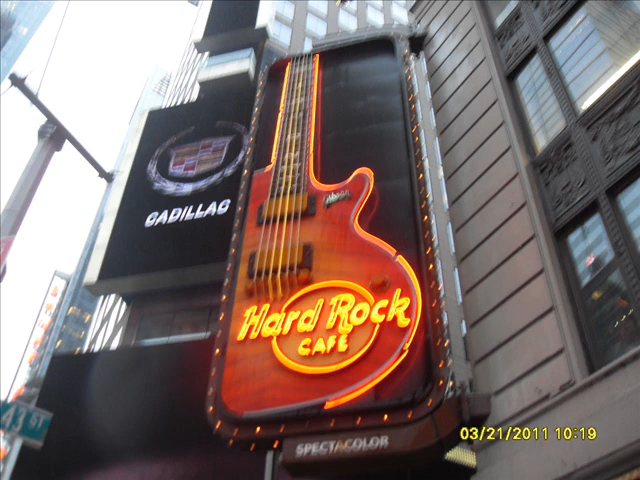 CADILLAC
Hard Rock
CAFE
SPECTACOLOR
43 ST
03/21/2011 10:19